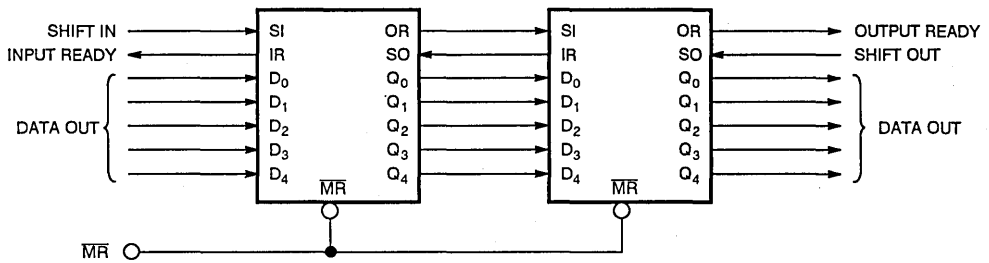 SHIFT IN SI OR SI OR OUTPUT READY
INPUT READY IR SO IR SO SHIFT OUT
D0 Q0 D0 Q0
D1 Q1 D1 Q1
DATA OUT D2 Q2 D2 Q2 DATA OUT
D3 Q3 D3 Q3
D4 Q4 D4 Q4
MR MR
MR